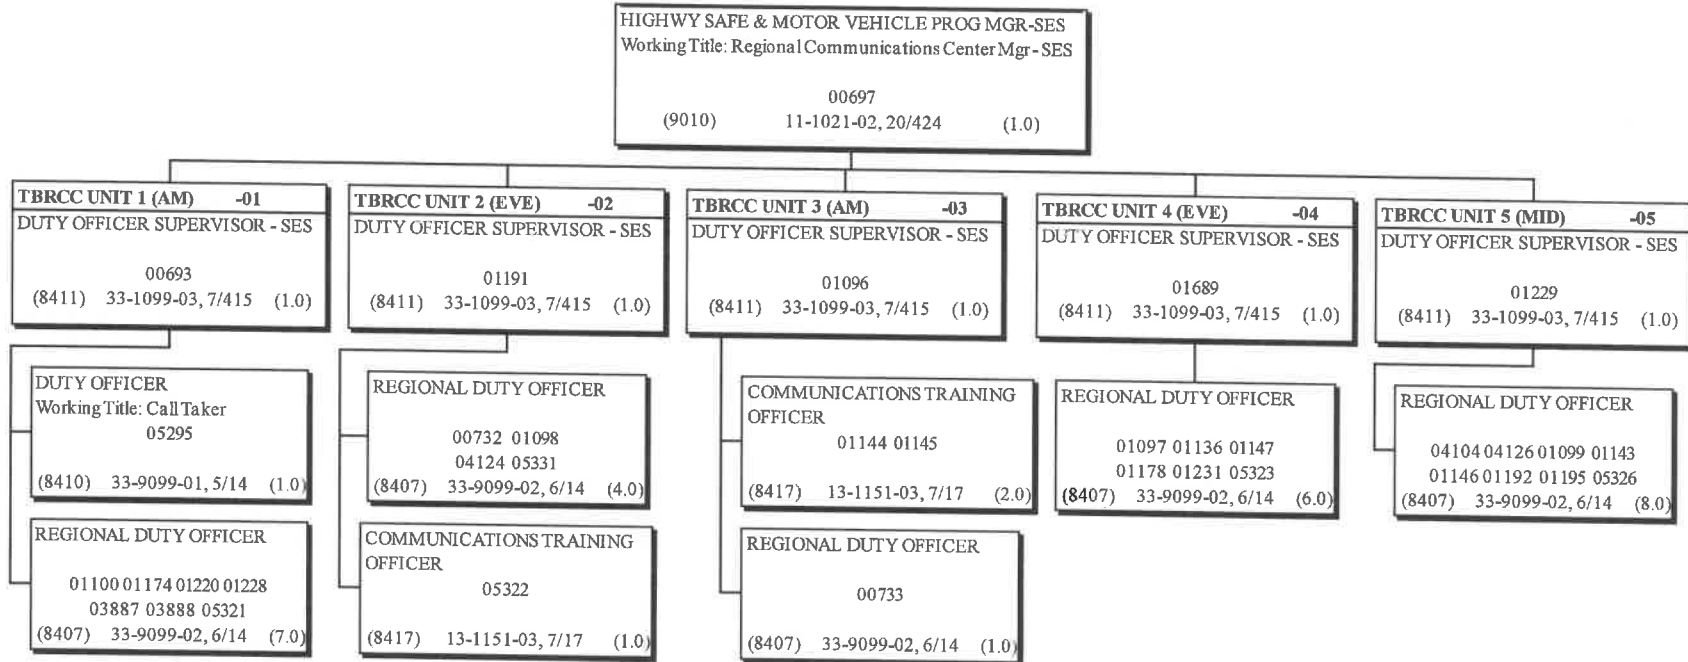 HIGHWY SAFE & MOTOR VEHICLE PROG MGR-SES
Working Title: Regional Communications Center Mgr - SES
00697
(9010) 11-1021-02, 20/424 (1.0)
TBRCC UNIT 1 (AM) -01
DUTY OFFICER SUPERVISOR - SES
00693
(8411) 33-1099-03, 7/415 (1.0)
DUTY OFFICER
Working Title: Call Taker
05295
(8410) 33-9099-01, 5/14 (1.0)
REGIONAL DUTY OFFICER
01100 01174 01220 01228
03887 03888 05321
(8407) 33-9099-02, 6/14 (7.0)
TBRCC UNIT 2 (EVE) -02
DUTY OFFICER SUPERVISOR - SES
01191
(8411) 33-1099-03, 7/415 (1.0)
REGIONAL DUTY OFFICER
00732 01098
04124 05331
(8407) 33-9099-02, 6/14 (4.0)
COMMUNICATIONS TRAINING
OFFICER
05322
(8417) 13-1151-03, 7/17 (1.0)
TBRCC UNIT 3 (AM) -03
DUTY OFFICER SUPERVISOR - SES
01096
(8411) 33-1099-03, 7/415 (1.0)
COMMUNICATIONS TRAINING
OFFICER
01144 01145
(8417) 13-1151-03, 7/17 (2.0)
REGIONAL DUTY OFFICER
00733
(8407) 33-9099-02, 6/14 (1.0)
TBRCC UNIT 4 (EVE) -04
DUTY OFFICER SUPERVISOR - SES
01689
(8411) 33-1099-03, 7/415 (1.0)
REGIONAL DUTY OFFICER
01097 01136 01147
01178 01231 05323
(8407) 33-9099-02, 6/14 (6.0)
TBRCC UNIT 5 (MID) -05
DUTY OFFICER SUPERVISOR - SES
01229
(8411) 33-1099-03, 7/415 (1.0)
REGIONAL DUTY OFFICER
04104 04126 01099 01143
01146 01192 01195 05326
(8407) 33-9099-02, 6/14 (8.0)